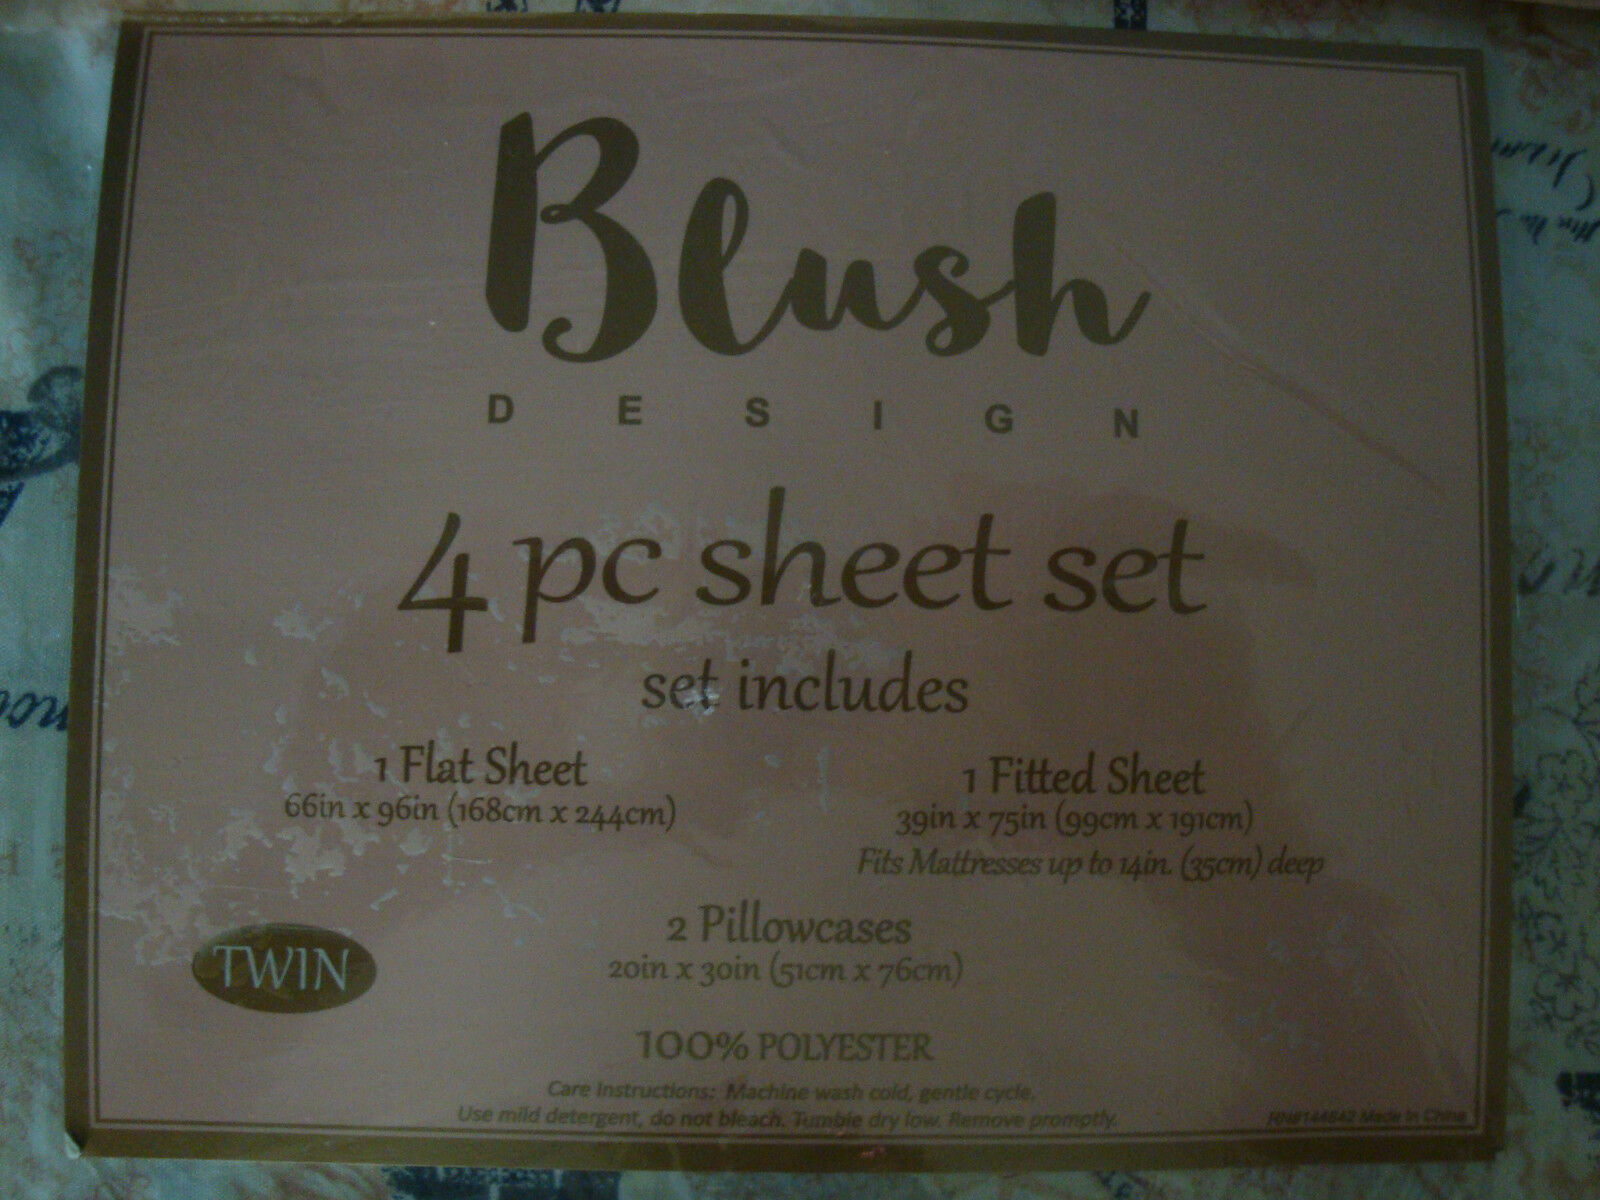 Blush
DESIGN
4 pc sheet set
set includes
1 Flat Sheet
66in x 96in (168cm x 244cm)
1 Fitted Sheet
39in x 75in (99cm x 191cm)
Fits Mattresses up to 14in. (35cm) deep
2 Pillowcases
20in x 30in (51cm x 76cm)
TWIN
100% POLYESTER
Care Instructions: Machine wash cold, gentle cycle.
Use mild detergent, do not bleach. Tumble dry low. Remove promptly.
Made in China